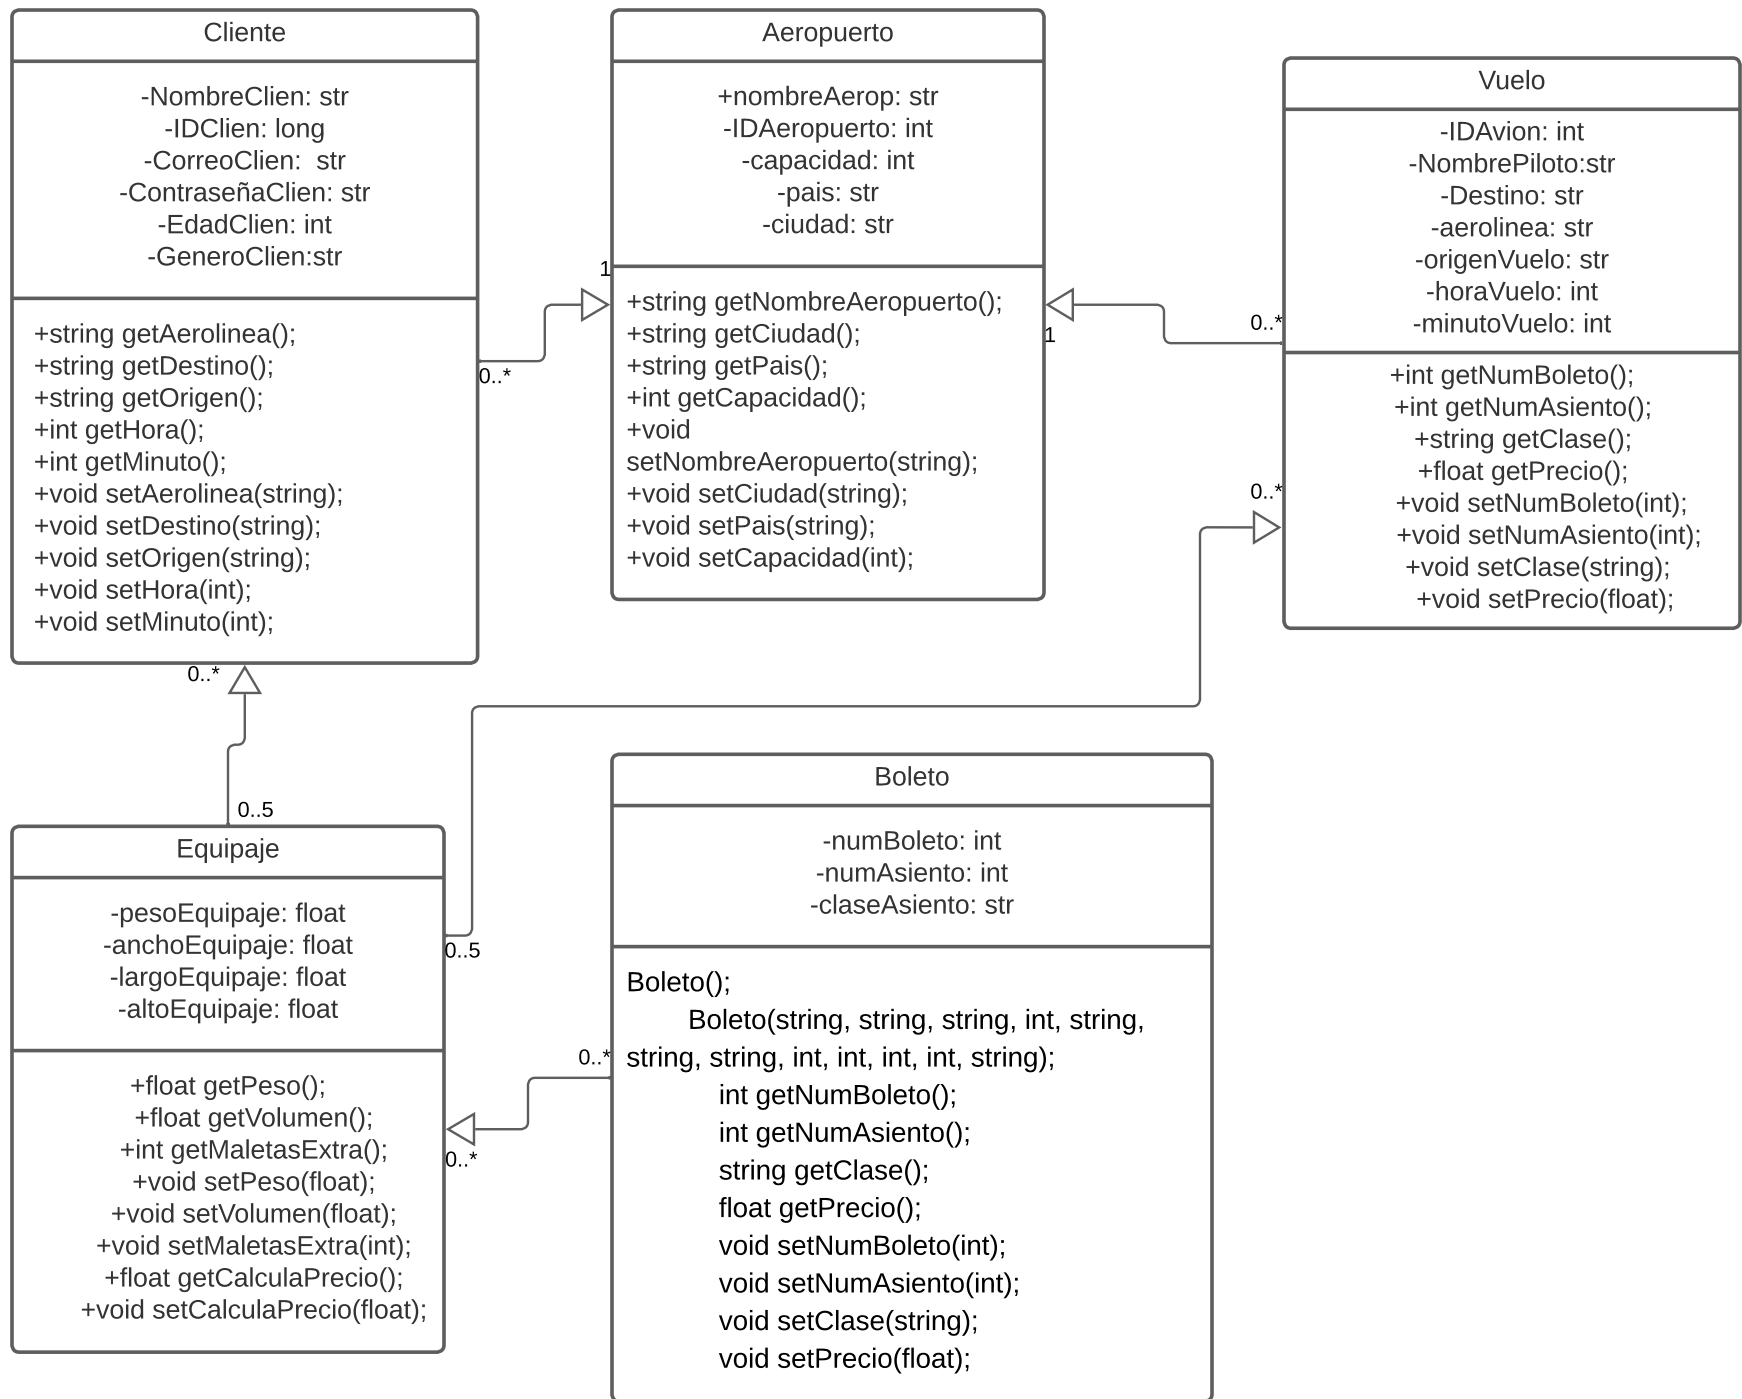 Cliente
-NombreClien: str
-IDClien: long
-CorreoClien:  str
-ContraseñaClien: str
-EdadClien: int
-GeneroClien:str
+string getAerolinea();
+string getDestino();
+string getOrigen();
+int getHora();
+int getMinuto();
+void setAerolinea(string);
+void setDestino(string);
+void setOrigen(string);
+void setHora(int);
+void setMinuto(int);
0..*
1
Aeropuerto
+nombreAerop: str
-IDAeropuerto: int
-capacidad: int
-pais: str
-ciudad: str
+string getNombreAeropuerto();
+string getCiudad();
+string getPais();
+int getCapacidad();
+void
setNombreAeropuerto(string);
+void setCiudad(string);
+void setPais(string);
+void setCapacidad(int);
1
0..*
Vuelo
-IDAvion: int
-NombrePiloto:str
-Destino: str
-aerolinea: str
-origenVuelo: str
-horaVuelo: int
-minutoVuelo: int
+int getNumBoleto();
+int getNumAsiento();
+string getClase();
+float getPrecio();
+void setNumBoleto(int);
+void setNumAsiento(int);
+void setClase(string);
+void setPrecio(float);
0..*
0..*
0..5
Equipaje
-pesoEquipaje: float
-anchoEquipaje: float
-largoEquipaje: float
-altoEquipaje: float
+float getPeso();
+float getVolumen();
+int getMaletasExtra();
+void setPeso(float);
+void setVolumen(float);
+void setMaletasExtra(int);
+float getCalculaPrecio();
+void setCalculaPrecio(float);
0..5
0..*
0..*
Boleto
-numBoleto: int
-numAsiento: int
-claseAsiento: str
Boleto();
Boleto(string, string, string, int, string,
string, string, int, int, int, int, string);
int getNumBoleto();
int getNumAsiento();
string getClase();
float getPrecio();
void setNumBoleto(int);
void setNumAsiento(int);
void setClase(string);
void setPrecio(float);